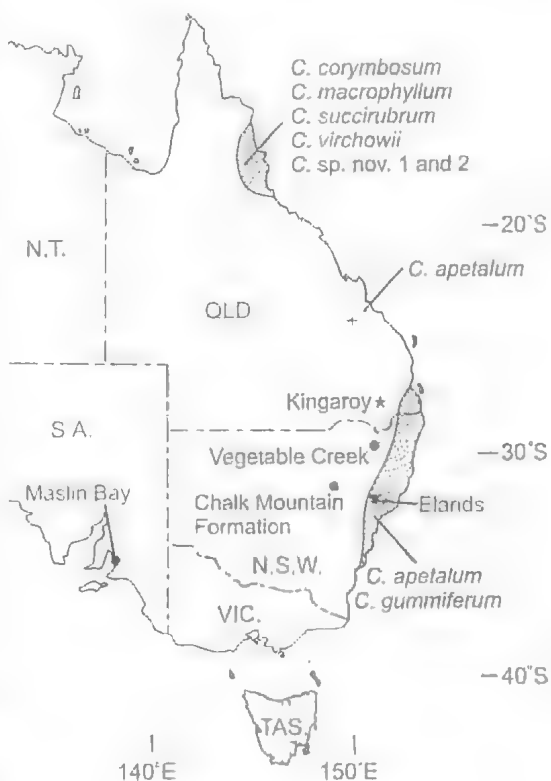 C. corymbosum
C. macrophyllum
C. succirubrum
C. virchowii
C. sp. nov. 1 and 2
—20°S
N.T.
C. apetalum
QLD
Kingaroy
S.A.
Vegetable Creek
—30°S
Maslin Bay
Chalk Mountain
Formation
Elands
N.S.W.
C. apetalum
C. gummiferum
VIC.
—40°S
TAS.
140°E
150°E